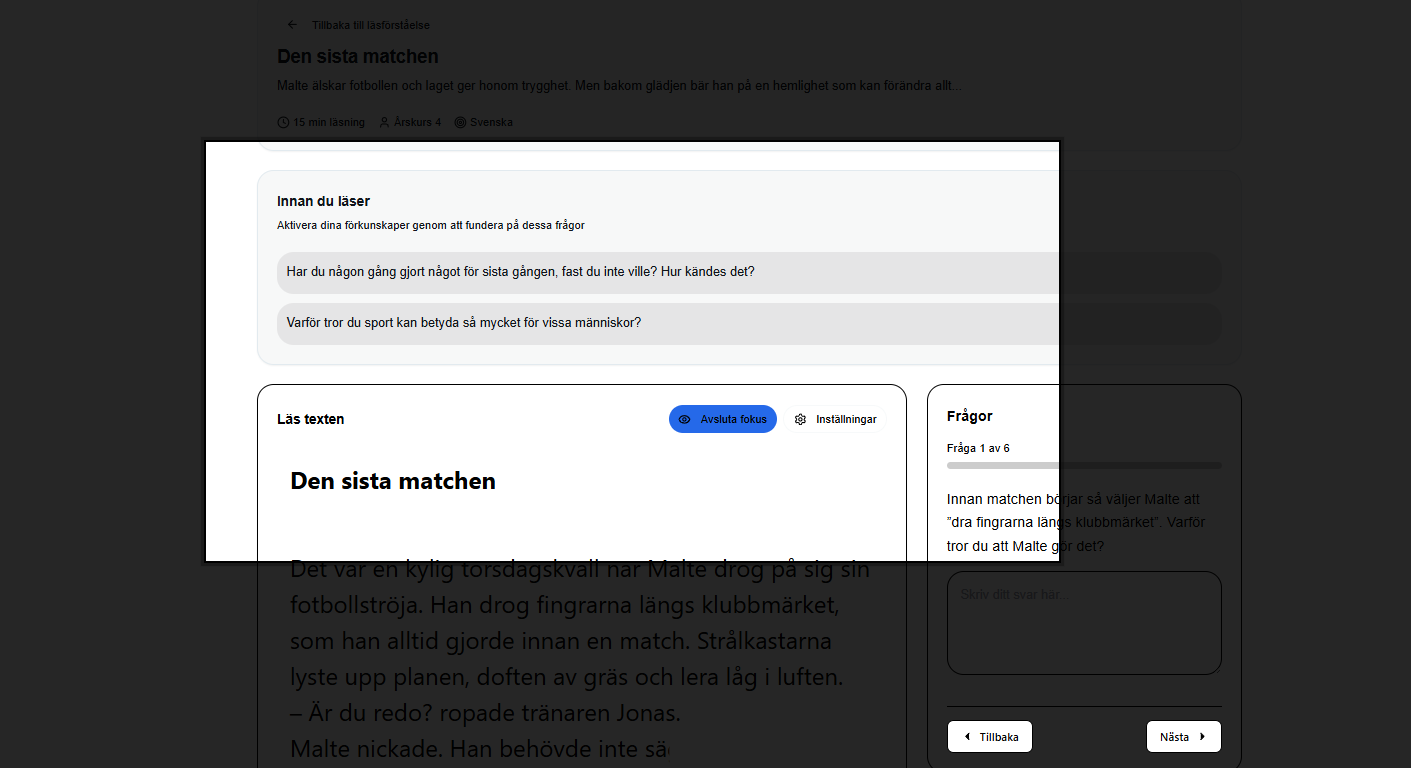 Tillbaka till läsförståelse
Den sista matchen
Malte älskar fotbollen och laget ger honom trygghet. Men bakom glädjen bär han på en hemlighet som kan förändra allt...
15 min läsning Årskurs 4 Svenska
Innan du läser
Aktivera dina förkunskaper genom att fundera på dessa frågor
Har du någon gång gjort något för sista gången, fast du inte ville? Hur kändes det?
Varför tror du sport kan betyda så mycket för vissa människor?
Läs texten
Avsluta fokus
Inställningar
Den sista matchen
Det var en kylig torsdagskväll när Malte drog på sig sin
fotbollströja. Han drog fingrarna längs klubbmärket,
som han alltid gjorde innan en match. Strålkastarna
lyste upp planen, doften av gräs och lera låg i luften.
– Är du redo? ropade tränaren Jonas.
Malte nickade. Han behövde inte
Frågor
Fråga 1 av 6
Innan matchen börjar så väljer Malte att
"dra fingrarna längs klubbmärket". Varför
tror du att Malte gör det?
Skriv ditt svar här...
Tillbaka
Nästa